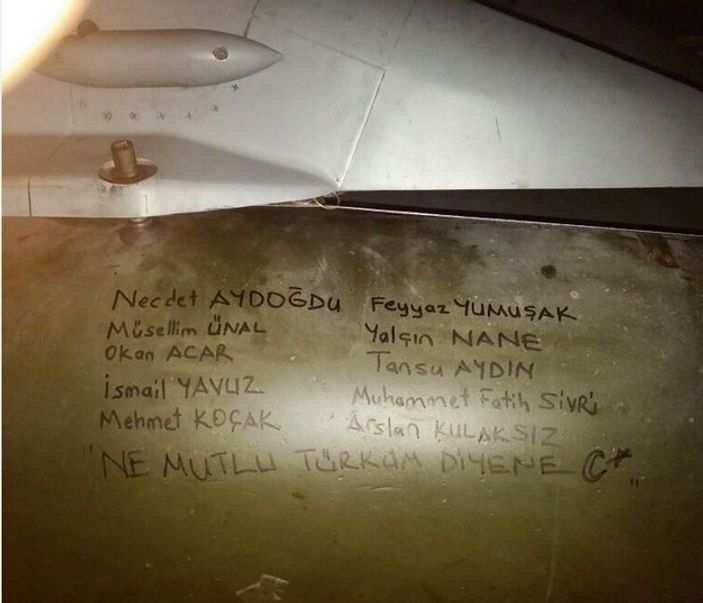 Necdet AYDOĞDU
Müsellim ÜNAL
Okan ACAR
İsmail YAVUZ
Mehmet KOÇAK
Feyyaz YUMUŞAK
Yalçın NANE
Tansu AYDIN
Muhammet Fatih SİVRİ
Arslan KULAKSIZ
"NE MUTLU TÜRKÜM DİYENE C*"